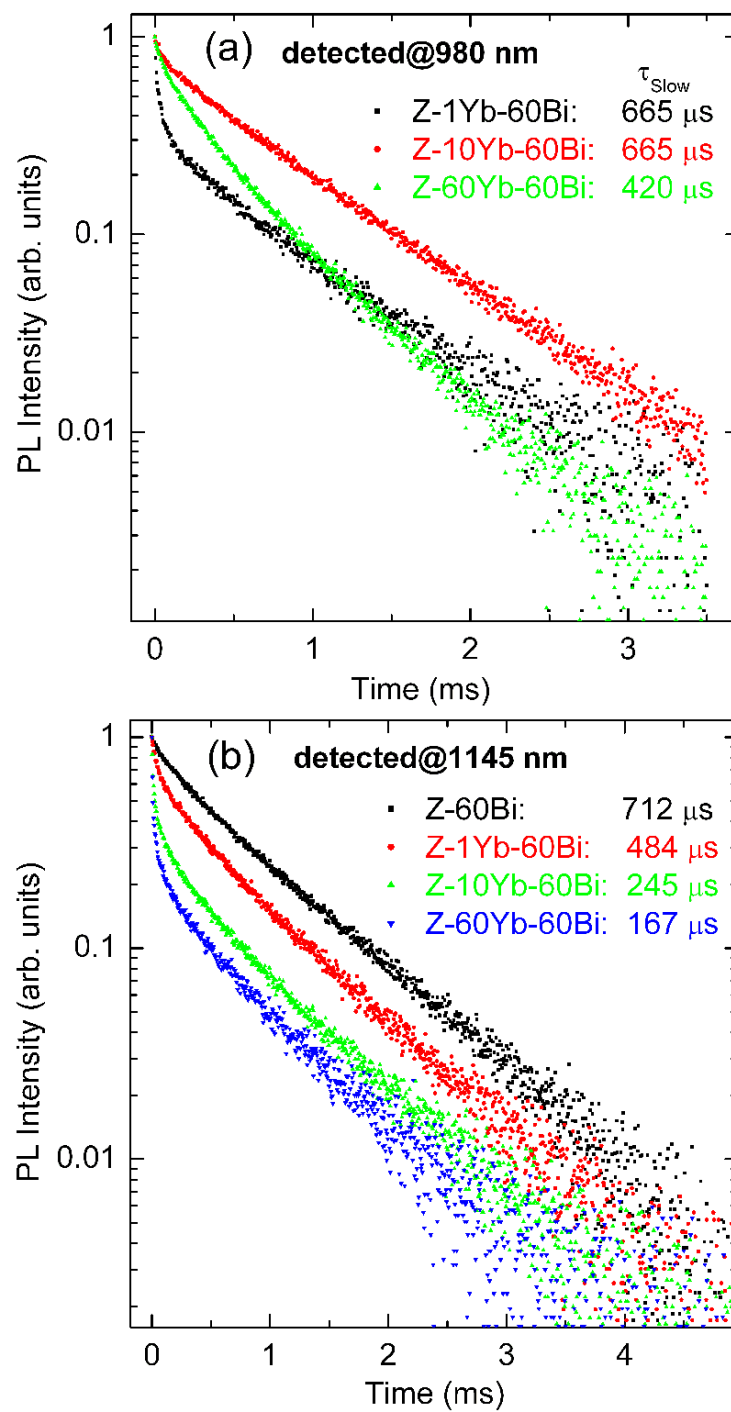 (a) detected@980 nm
τSlow
Z-1Yb-60Bi: 665 μs
Z-10Yb-60Bi: 665 μs
Z-60Yb-60Bi: 420 μs
1
0.1
0.01
PL Intensity (arb. units)
0 1 2 3
Time (ms)
(b) detected@1145 nm
Z-60Bi: 712 μs
Z-1Yb-60Bi: 484 μs
Z-10Yb-60Bi: 245 μs
Z-60Yb-60Bi: 167 μs
1
0.1
0.01
PL Intensity (arb. units)
0 1 2 3 4
Time (ms)